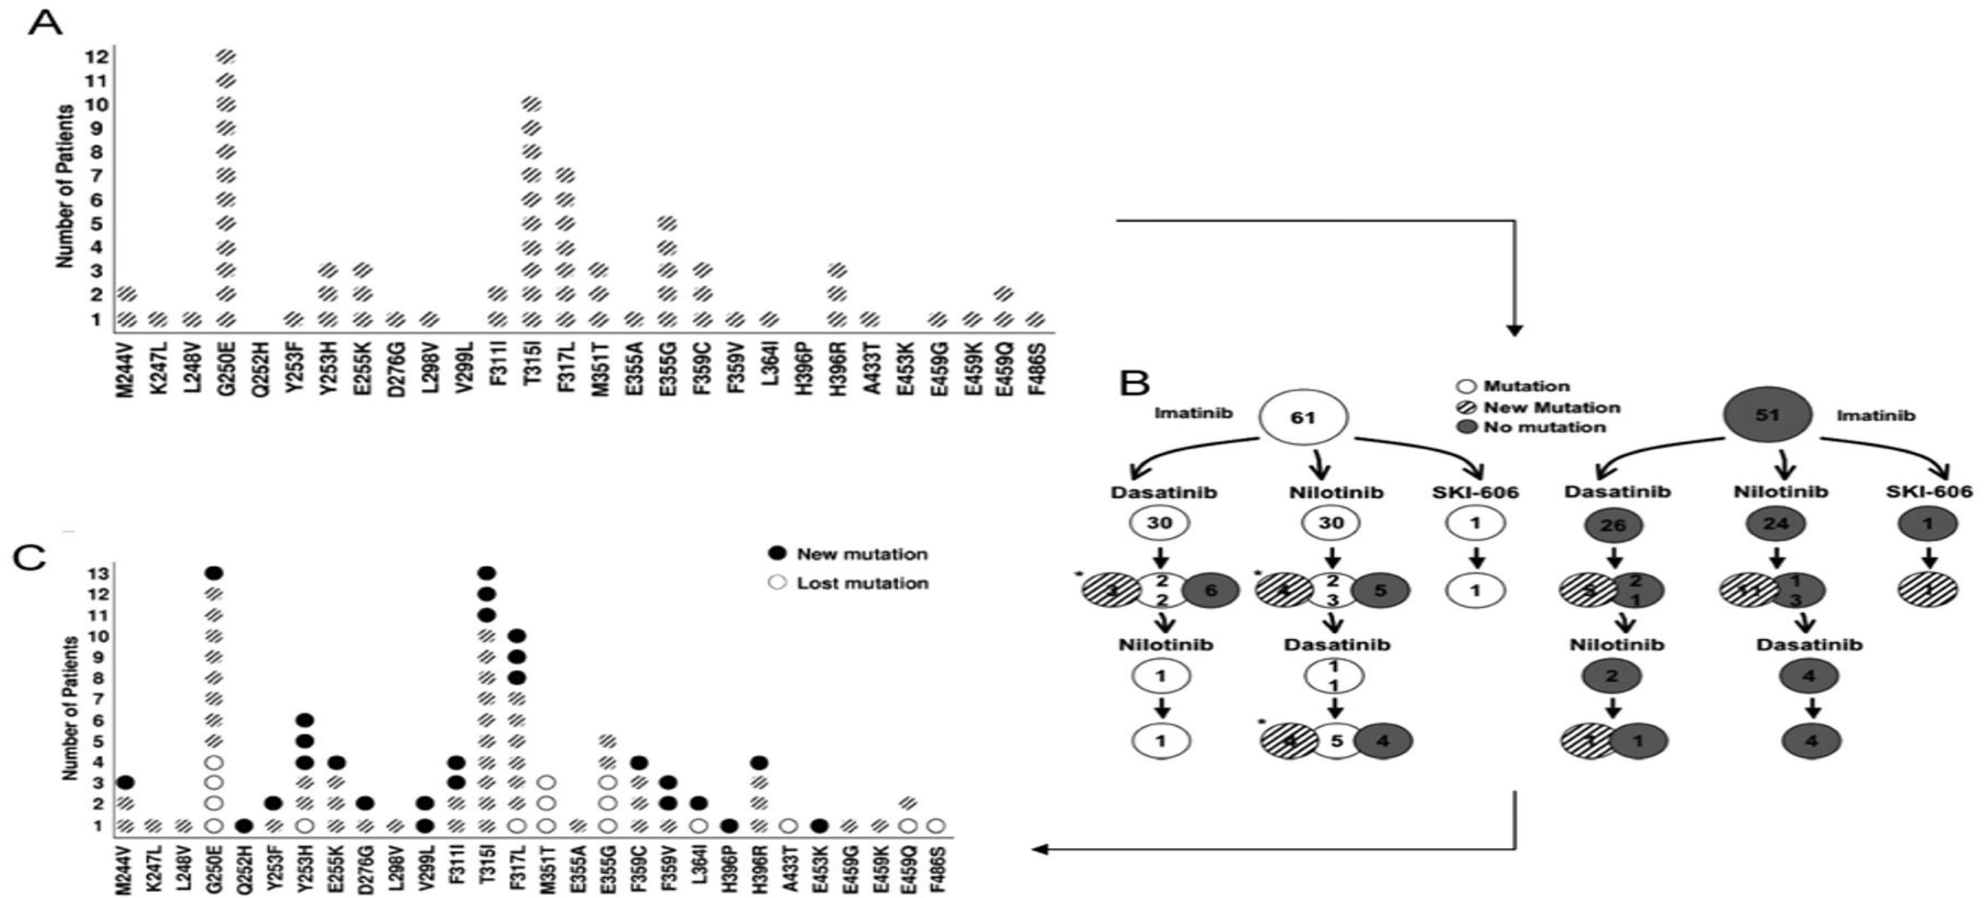 A
12
11
10
9
8
7
6
5
4
3
2
1
Number of Patients
M244V K247L L248V G250E Q252H Y253F Y253H E255K D276G L298V V299L F311I T315I F317L M351T E355A E355G F359C F359V L364I H396P H396R A433T E453K E459G E459K E459Q F486S
B
Mutation
New Mutation
No mutation
Imatinib 61 51 Imatinib
Dasatinib Nilotinib SKI-606 Dasatinib Nilotinib SKI-606
30 30 1 26 24 1
* 3 2 2 6 * 4 2 3 5 1 5 2 1 11 1 3 1
Nilotinib Dasatinib Nilotinib Dasatinib
1 1 1 2 4
1 * 4 5 4 1 1 4
C
New mutation
Lost mutation
13
12
11
10
9
8
7
6
5
4
3
2
1
Number of Patients
M244V K247L L248V G250E Q252H Y253F Y253H E255K D276G L298V V299L F311I T315I F317L M351T E355A E355G F359C F359V L364I H396P H396R A433T E453K E459G E459K E459Q F486S